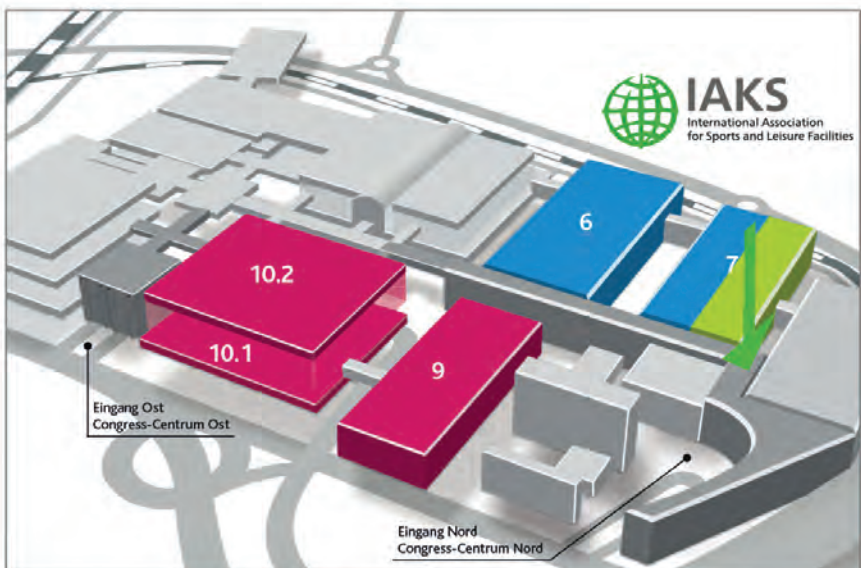 IAKS
International Association
for Sports and Leisure Facilities
6
7
10.2
10.1
9
Eingang Ost
Congress-Centrum Ost
Eingang Nord
Congress-Centrum Nord